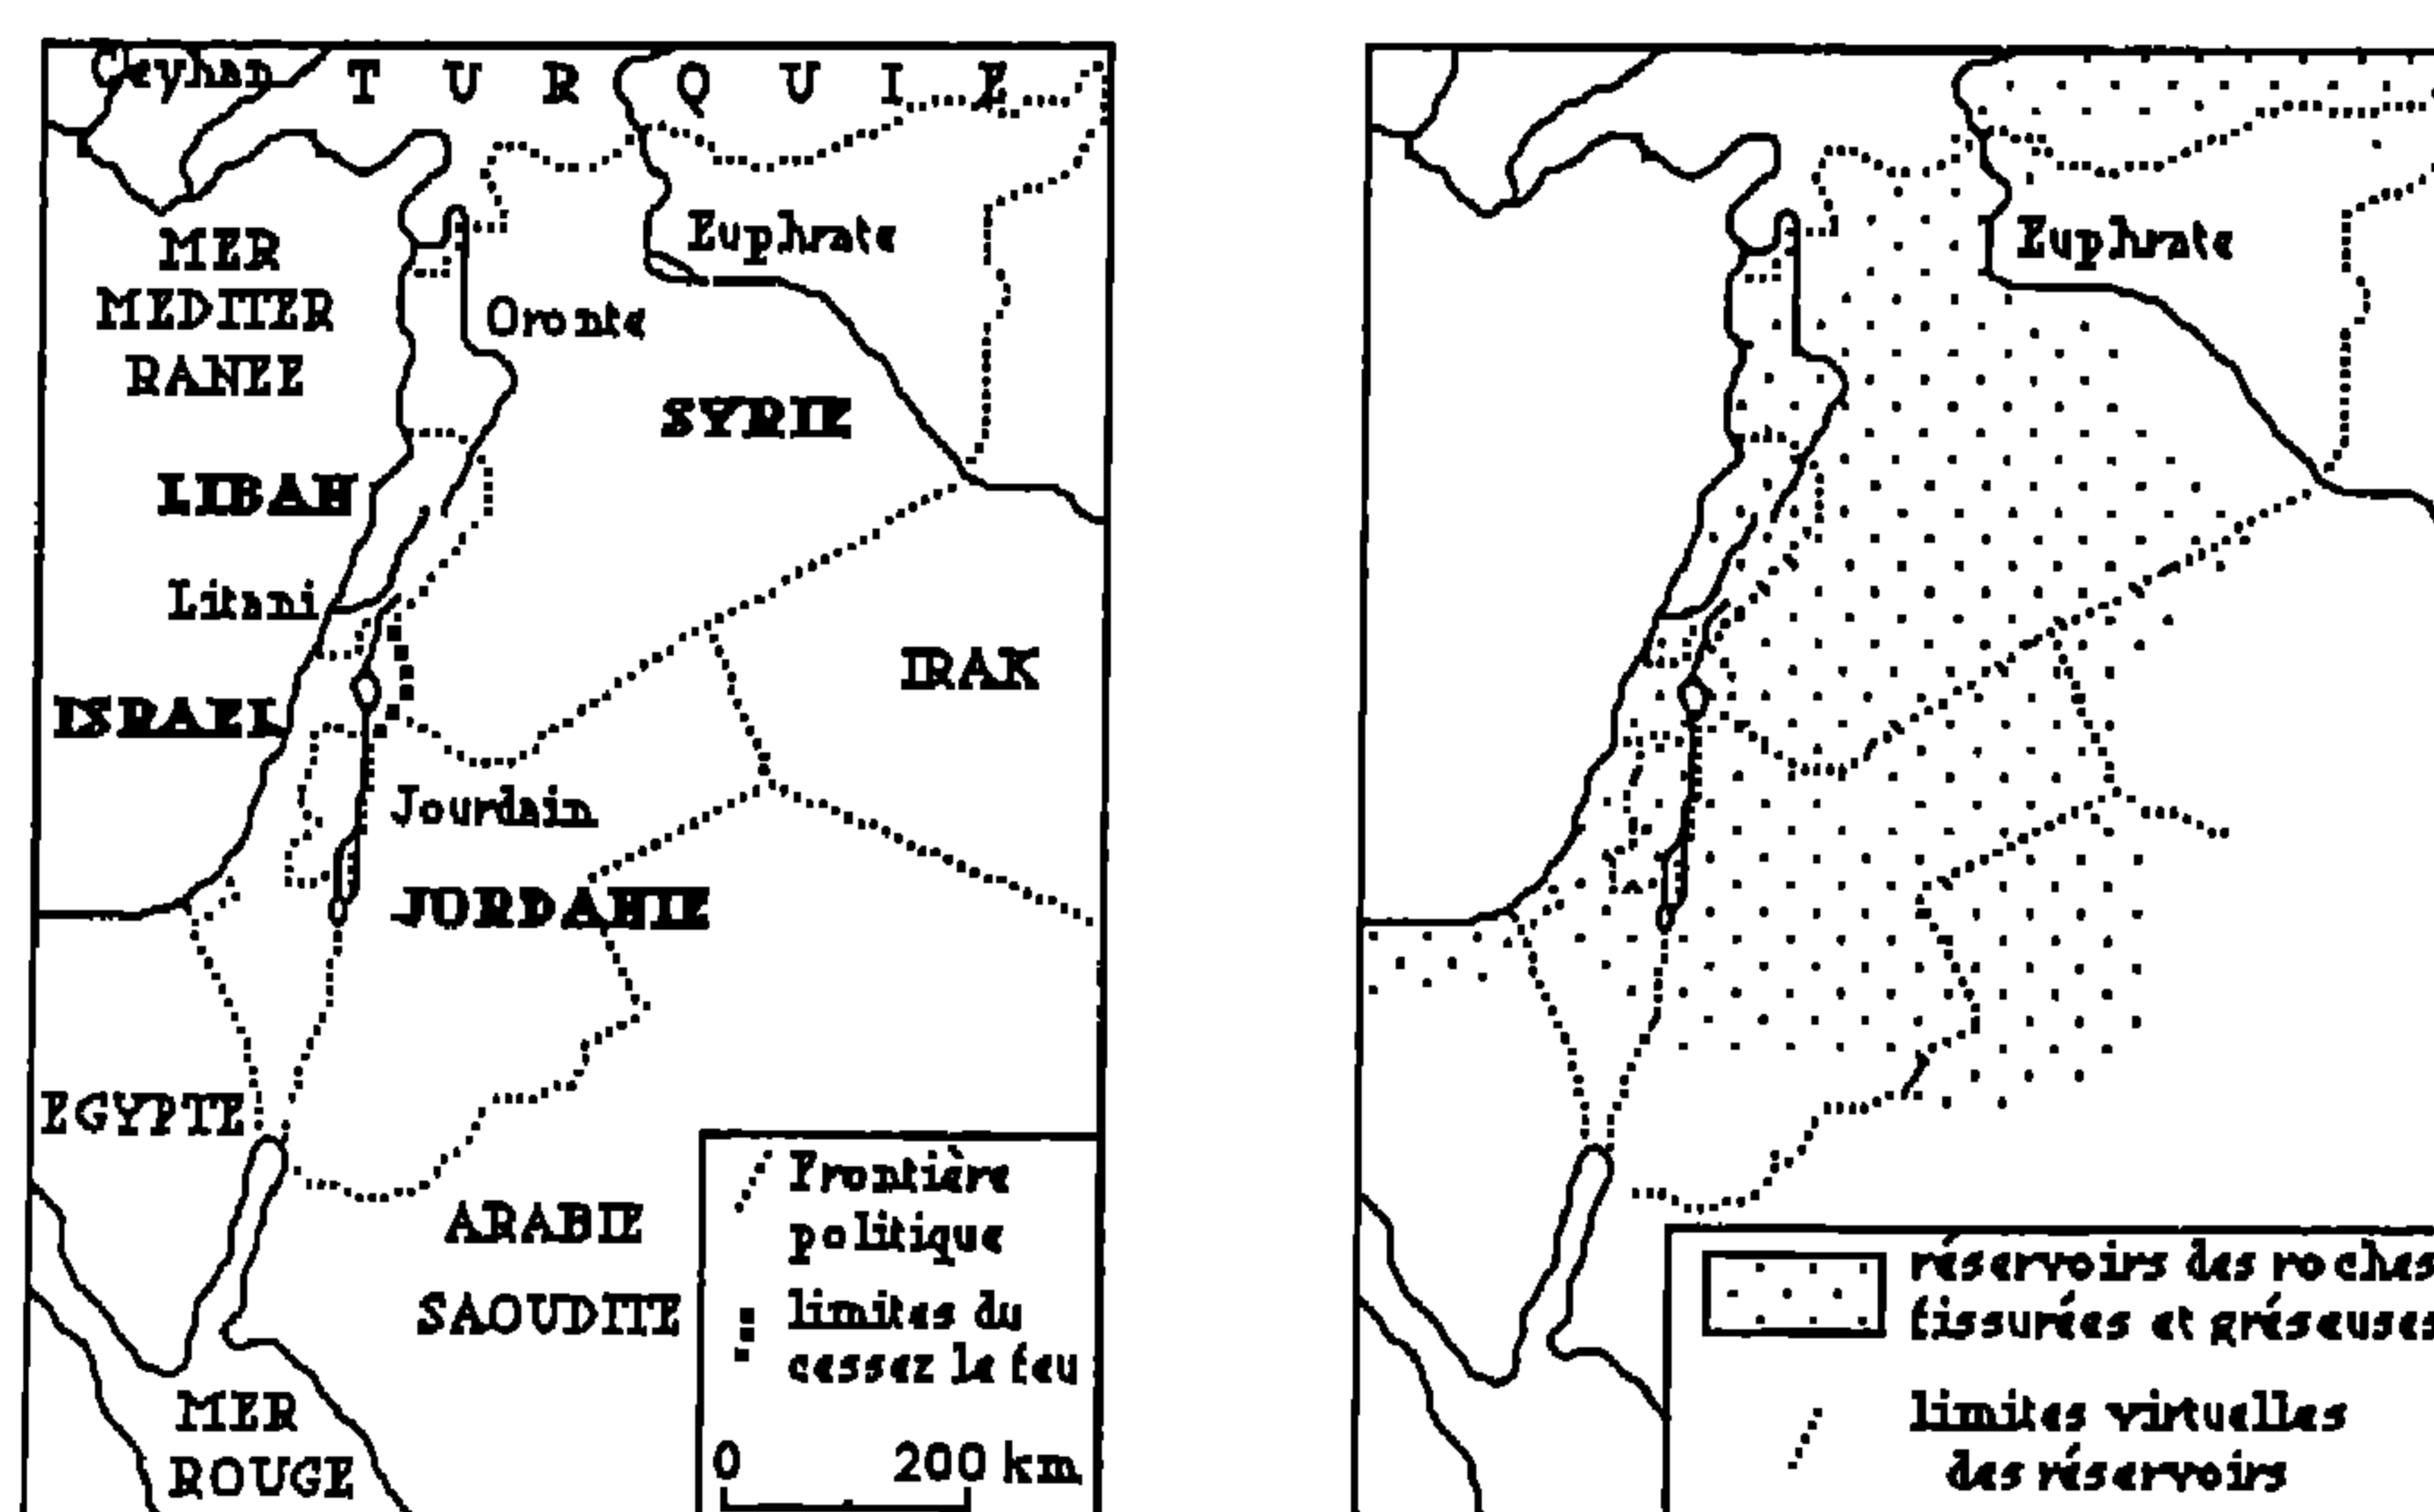 Ceyhan
T U R Q U I E
MER
MEDITER
RANEE
Euphrate
Oronte
SYRIE
LIBAN
Litani
IRAK
ISRAEL
Jourdain
JORDANIE
EGYPTE
ARABIE
SAOUDITE
MER
ROUGE
Frontière
politique
limites du
cessez le feu
0 200 km
Euphrate
réservoirs des roches
fissurées et gréseuses
limites virtuelles
des réservoirs